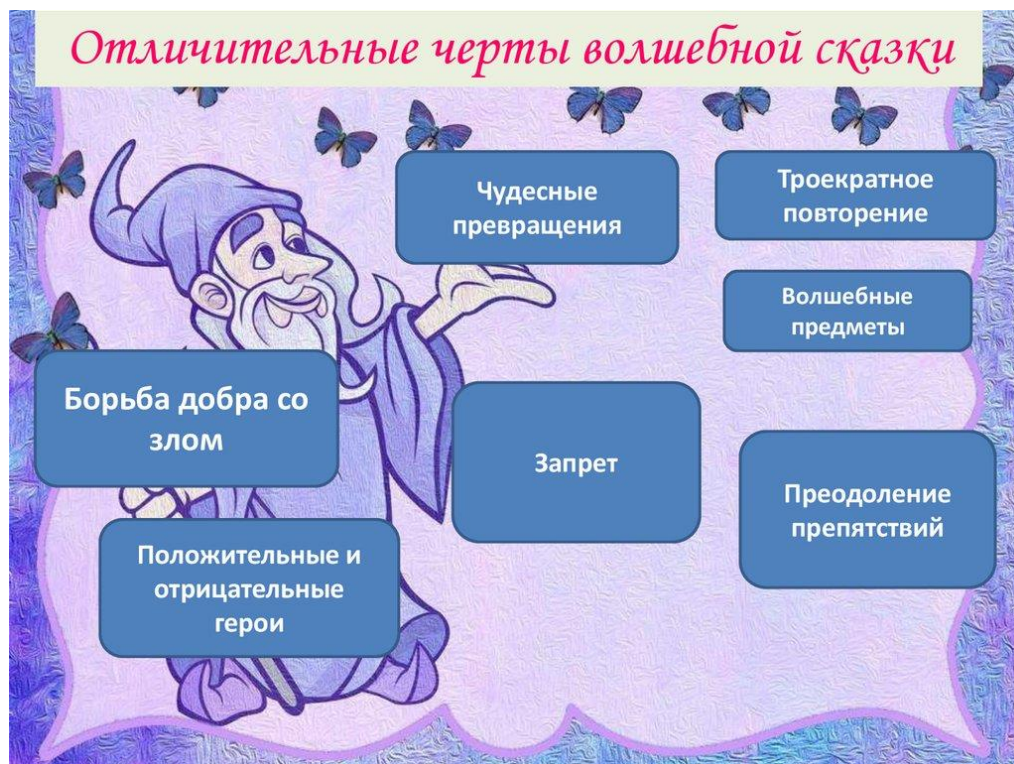 Отличительные черты волшебной сказки
Чудесные
превращения
Троекратное
повторение
Волшебные
предметы
Борьба добра со
злом
Запрет
Преодоление
препятствий
Положительные и
отрицательные
герои